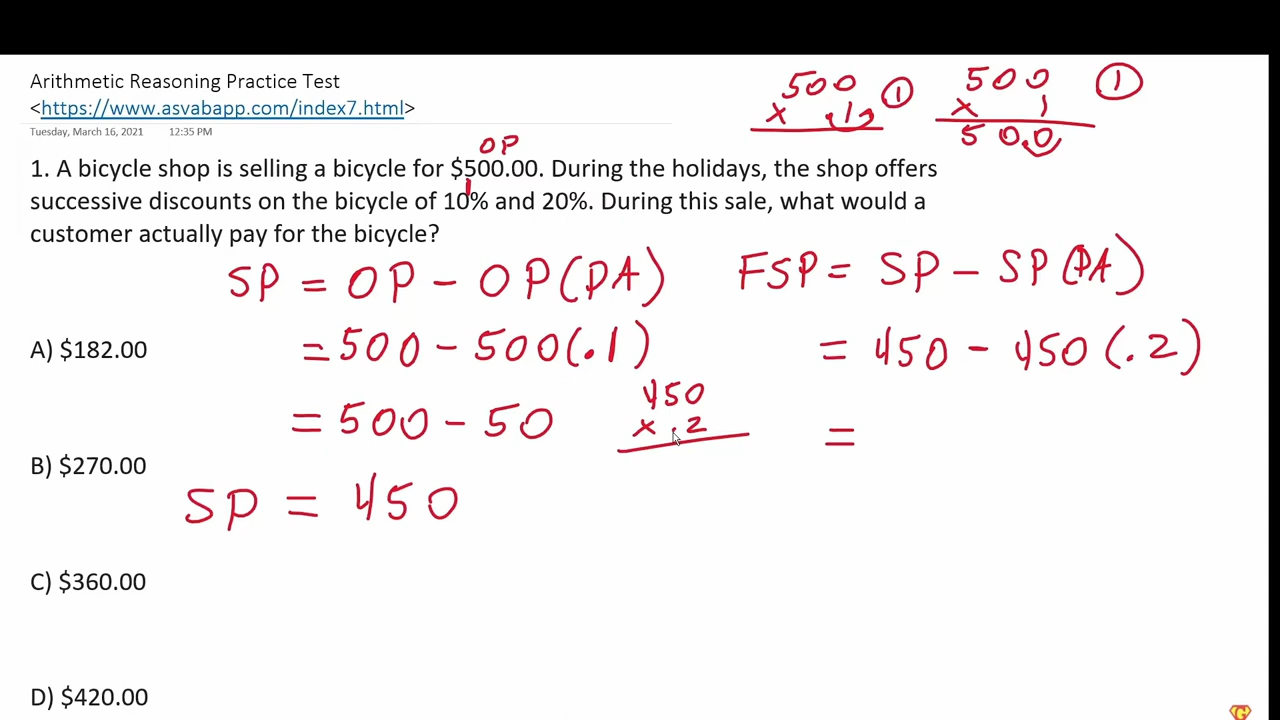 Arithmetic Reasoning Practice Test
<https://www.asvabapp.com/index7.html>
Tuesday, March 16, 2021 12:35 PM
500
x .1
1
500
x 1
500
1
OP
1. A bicycle shop is selling a bicycle for $500.00. During the holidays, the shop offers
successive discounts on the bicycle of 10% and 20%. During this sale, what would a
customer actually pay for the bicycle?
SP = OP - OP(PA)
= 500 - 500(.1)
= 500 - 50
SP = 450
450
x .2
FSP = SP - SP(PA)
= 450 - 450(.2)
=
A) $182.00
B) $270.00
C) $360.00
D) $420.00